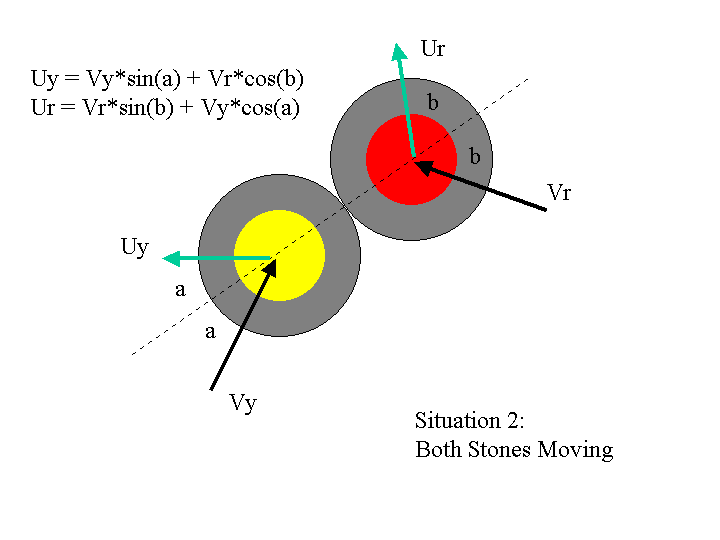 Ur
Uy = Vy*sin(a) + Vr*cos(b)
Ur = Vr*sin(b) + Vy*cos(a)
b
b
Vr
Uy
a
a
Vy
Situation 2:
Both Stones Moving